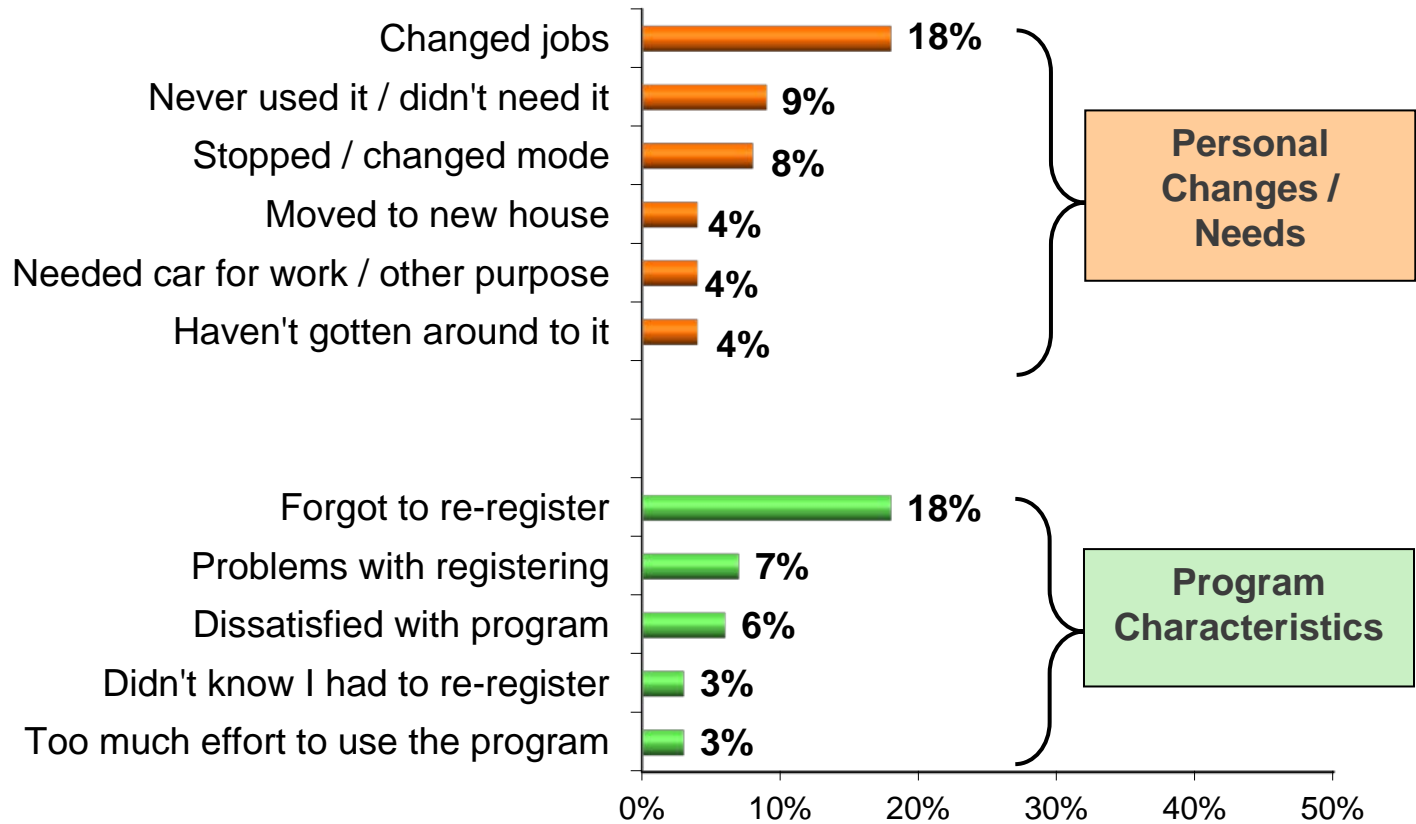 Changed jobs 18%
Never used it / didn't need it 9%
Stopped / changed mode 8%
Moved to new house 4%
Needed car for work / other purpose 4%
Haven't gotten around to it 4%
Personal
Changes /
Needs
Forgot to re-register 18%
Problems with registering 7%
Dissatisfied with program 6%
Didn't know I had to re-register 3%
Too much effort to use the program 3%
Program
Characteristics
0% 10% 20% 30% 40% 50%